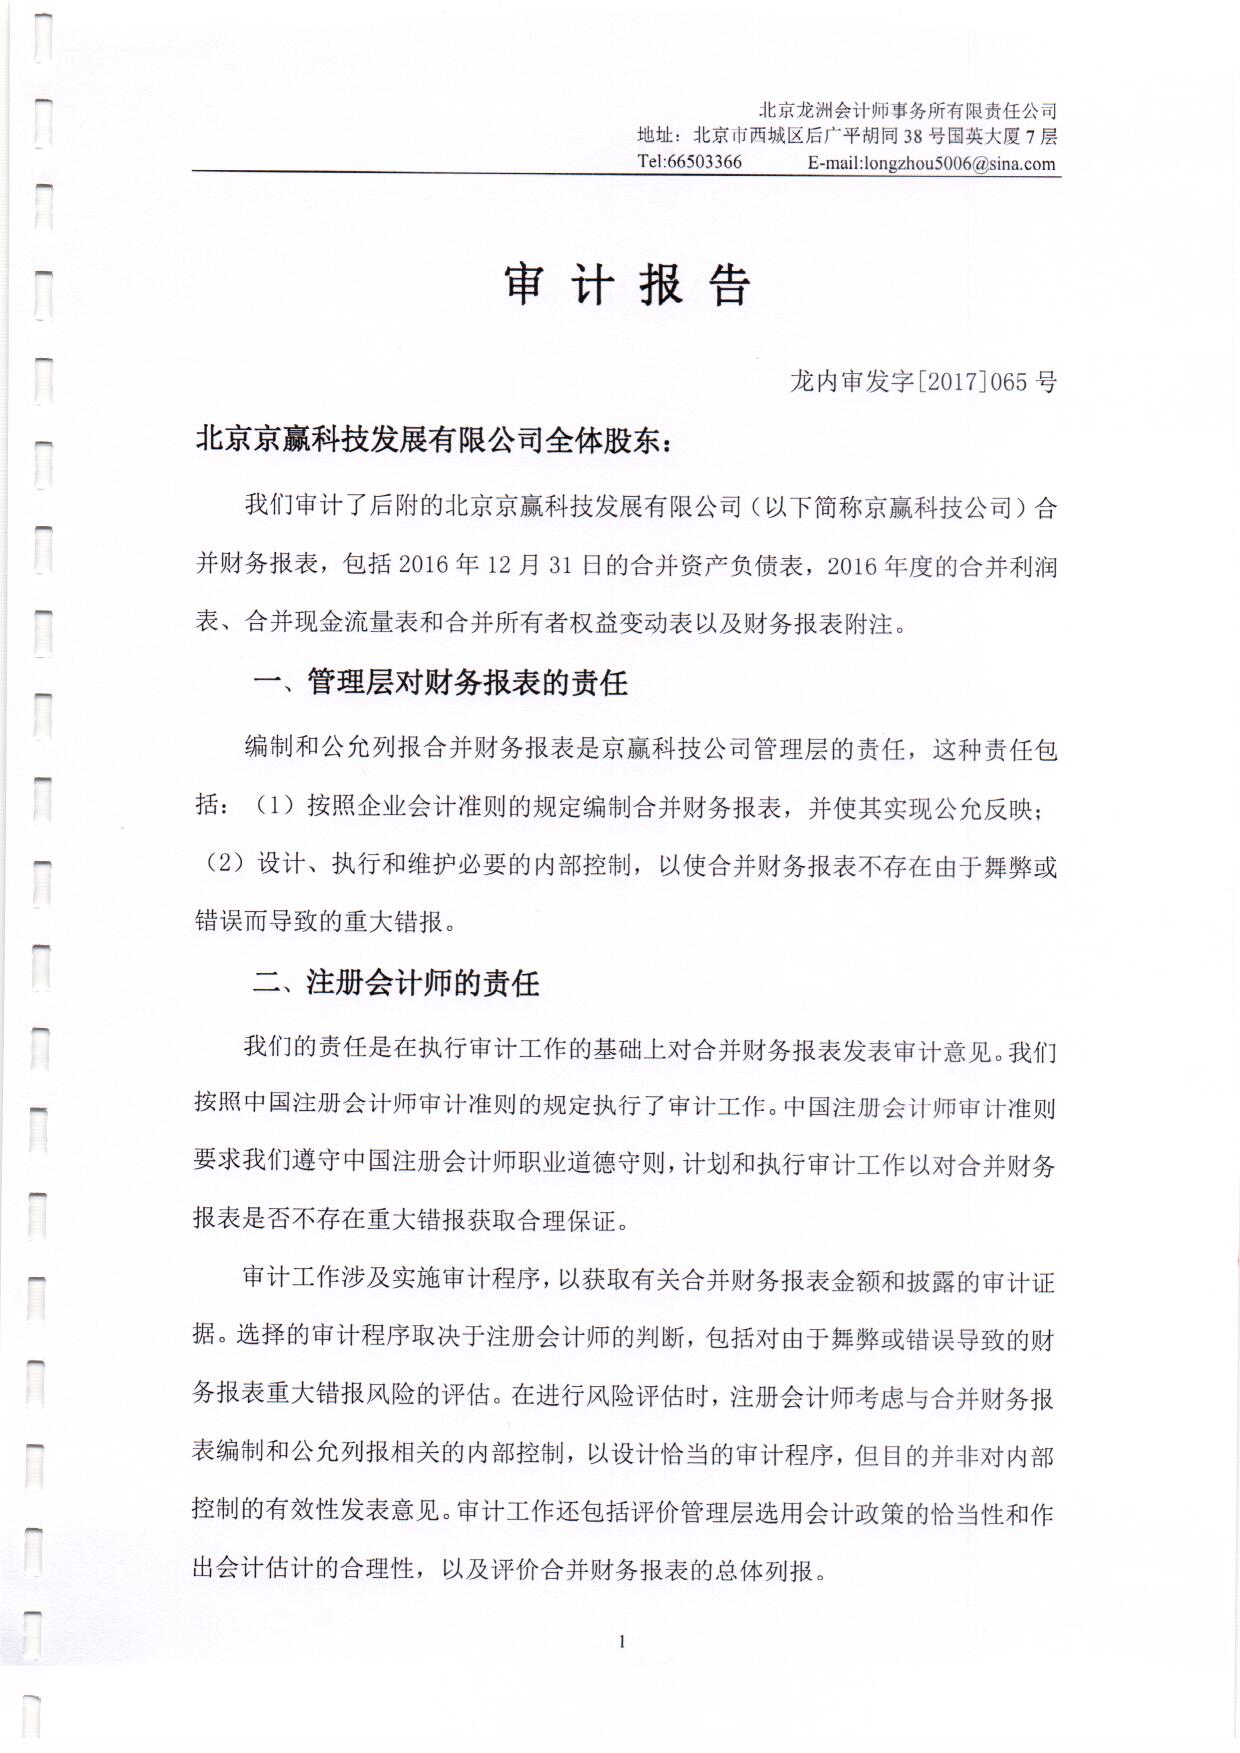 北京龙洲会计师事务所有限责任公司
地址：北京市西城区后广平胡同 38 号国英大厦 7 层
Tel:66503366 E-mail:longzhou5006@sina.com
审 计 报 告
龙内审发字[2017]065 号
北京京赢科技发展有限公司全体股东：
我们审计了后附的北京京赢科技发展有限公司（以下简称京赢科技公司）合
并财务报表，包括 2016 年 12 月 31 日的合并资产负债表，2016 年度的合并利润
表、合并现金流量表和合并所有者权益变动表以及财务报表附注。
一、管理层对财务报表的责任
编制和公允列报合并财务报表是京赢科技公司管理层的责任，这种责任包
括：（1）按照企业会计准则的规定编制合并财务报表，并使其实现公允反映；
（2）设计、执行和维护必要的内部控制，以使合并财务报表不存在由于舞弊或
错误而导致的重大错报。
二、注册会计师的责任
我们的责任是在执行审计工作的基础上对合并财务报表发表审计意见。我们
按照中国注册会计师审计准则的规定执行了审计工作。中国注册会计师审计准则
要求我们遵守中国注册会计师职业道德守则，计划和执行审计工作以对合并财务
报表是否不存在重大错报获取合理保证。
审计工作涉及实施审计程序，以获取有关合并财务报表金额和披露的审计证
据。选择的审计程序取决于注册会计师的判断，包括对由于舞弊或错误导致的财
务报表重大错报风险的评估。在进行风险评估时，注册会计师考虑与合并财务报
表编制和公允列报相关的内部控制，以设计恰当的审计程序，但目的并非对内部
控制的有效性发表意见。审计工作还包括评价管理层选用会计政策的恰当性和作
出会计估计的合理性，以及评价合并财务报表的总体列报。
1